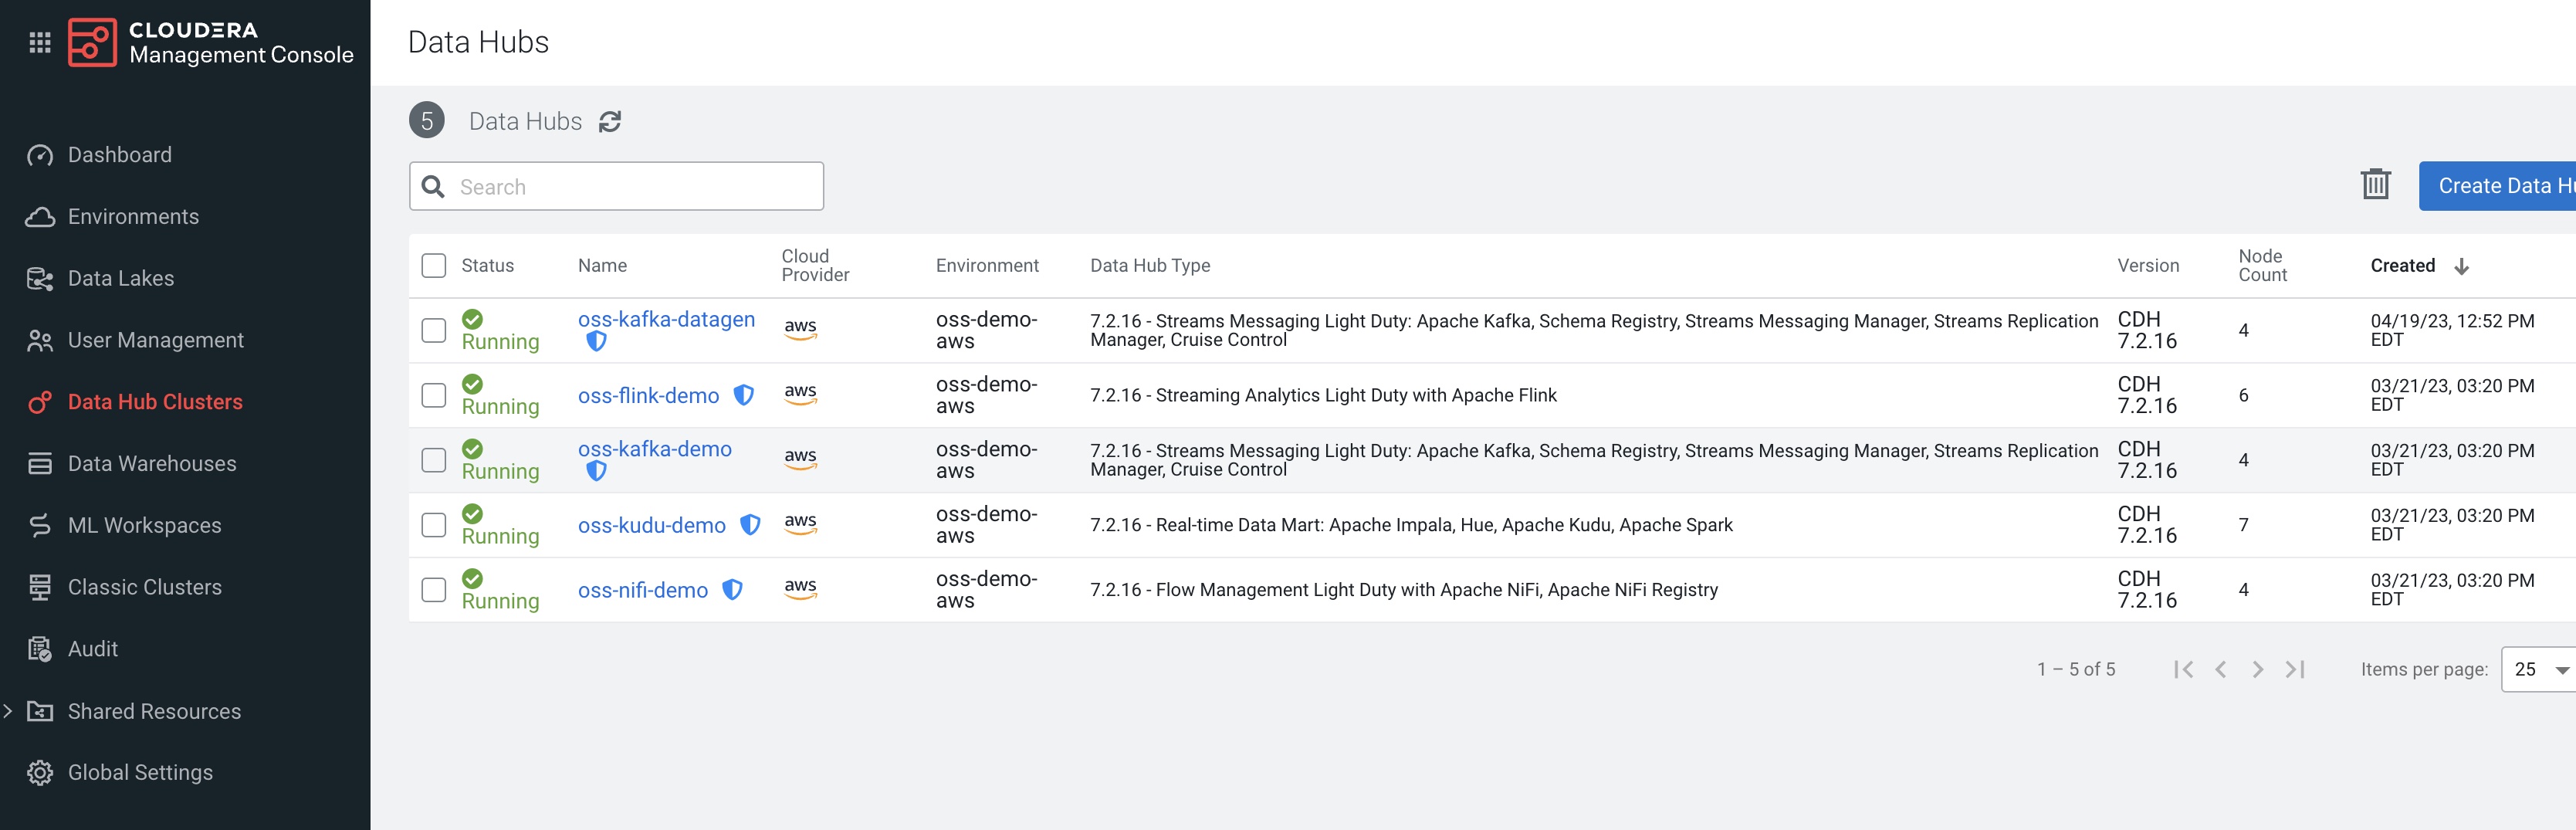 CLOUDERA
Management Console
Dashboard
Environments
Data Lakes
User Management
Data Hub Clusters
Data Warehouses
ML Workspaces
Classic Clusters
Audit
Shared Resources
Global Settings
Data Hubs
5 Data Hubs
Search
Create Data Hu
Status Name Cloud Provider Environment Data Hub Type Version Node Count Created
Running oss-kafka-datagen aws oss-demo-aws 7.2.16 - Streams Messaging Light Duty: Apache Kafka, Schema Registry, Streams Messaging Manager, Streams Replication Manager, Cruise Control CDH 7.2.16 4 04/19/23, 12:52 PM EDT
Running oss-flink-demo aws oss-demo-aws 7.2.16 - Streaming Analytics Light Duty with Apache Flink CDH 7.2.16 6 03/21/23, 03:20 PM EDT
Running oss-kafka-demo aws oss-demo-aws 7.2.16 - Streams Messaging Light Duty: Apache Kafka, Schema Registry, Streams Messaging Manager, Streams Replication Manager, Cruise Control CDH 7.2.16 4 03/21/23, 03:20 PM EDT
Running oss-kudu-demo aws oss-demo-aws 7.2.16 - Real-time Data Mart: Apache Impala, Hue, Apache Kudu, Apache Spark CDH 7.2.16 7 03/21/23, 03:20 PM EDT
Running oss-nifi-demo aws oss-demo-aws 7.2.16 - Flow Management Light Duty with Apache NiFi, Apache NiFi Registry CDH 7.2.16 4 03/21/23, 03:20 PM EDT
1 – 5 of 5 Items per page: 25